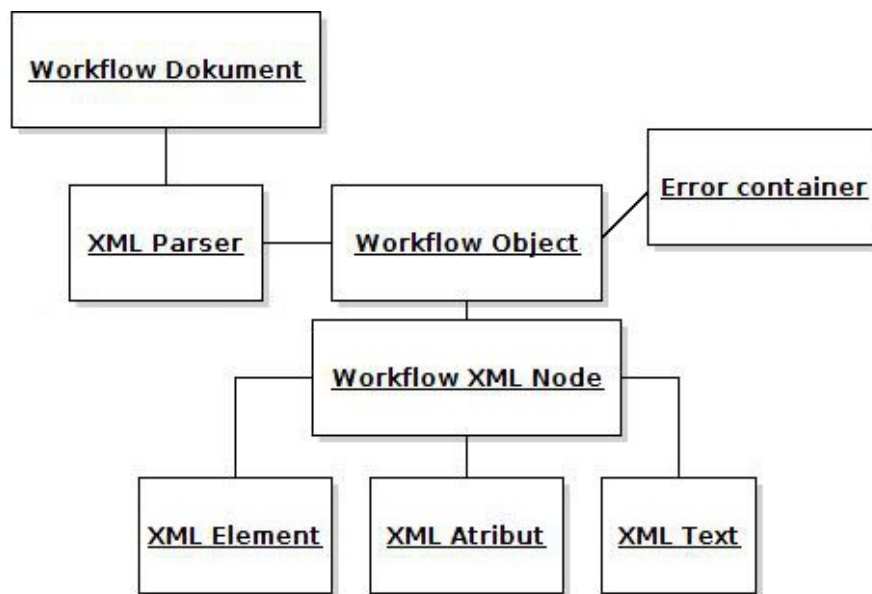 Workflow Dokument
Error container
XML Parser
Workflow Object
Workflow XML Node
XML Element
XML Atribut
XML Text